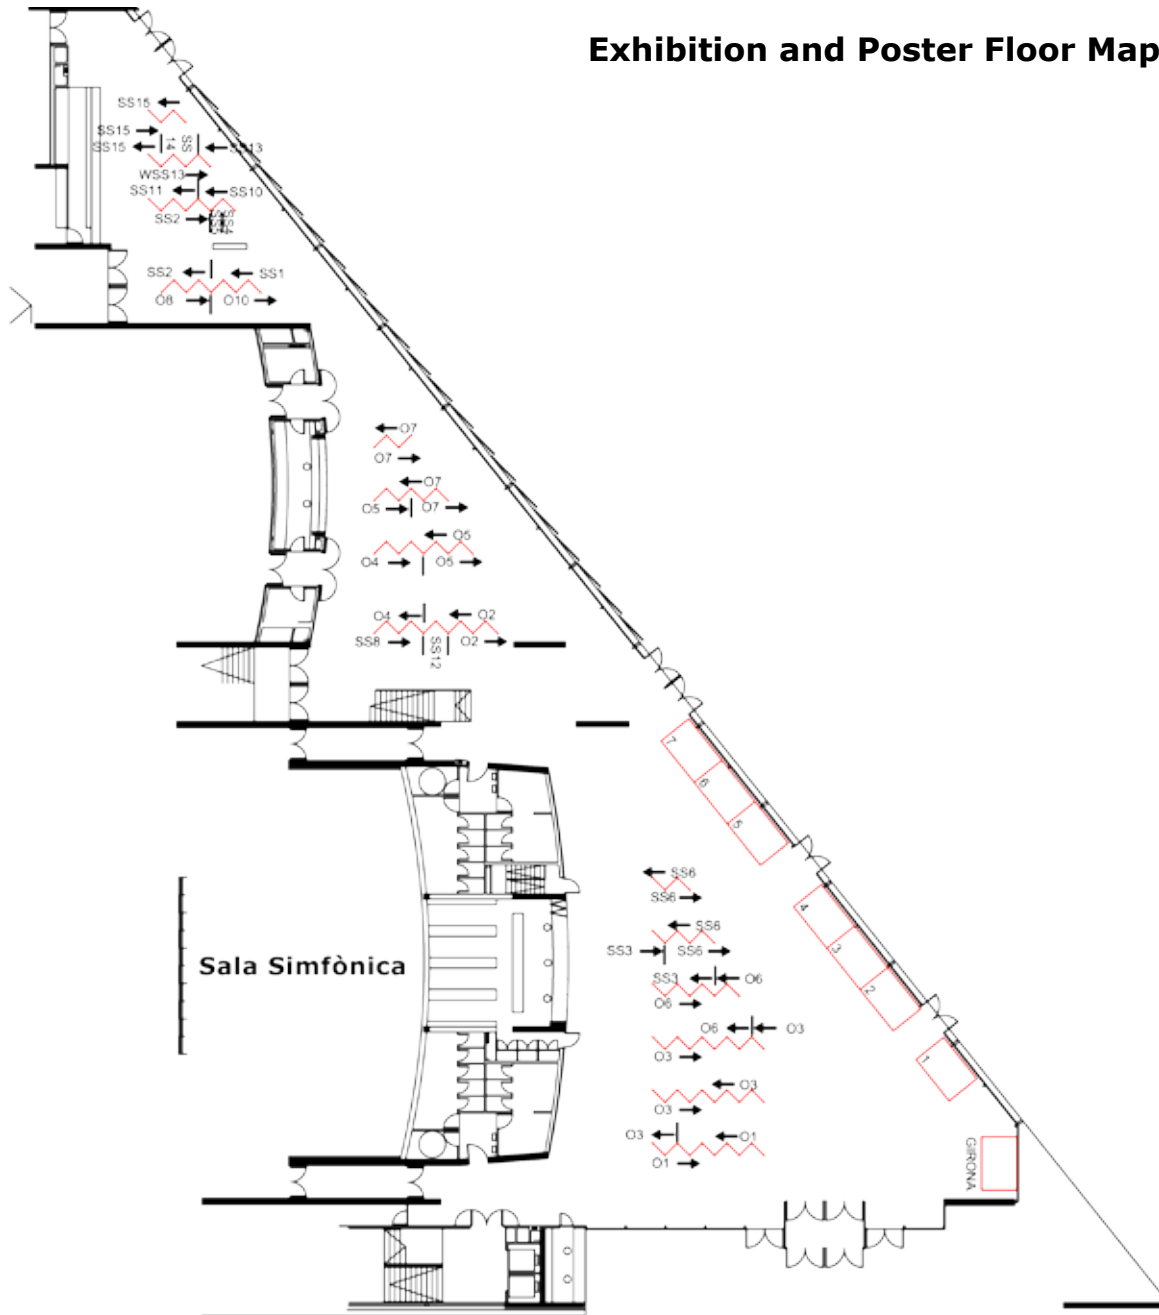 Exhibition and Poster Floor Map
SS15
SS15
SS15
SS
14
SS13
WSS13
SS11
SS10
SS2
SS2
SS1
O8
O10
O7
O7
O7
O5
O7
O5
O4
O5
O4
O2
SS8
SS12
O2
7
6
5
SS6
SS6
4
SS6
3
SS3
SS6
SS3
O6
2
O6
O6
O3
O3
1
O3
O3
O3
O1
O1
GIRONA
Sala Simfònica